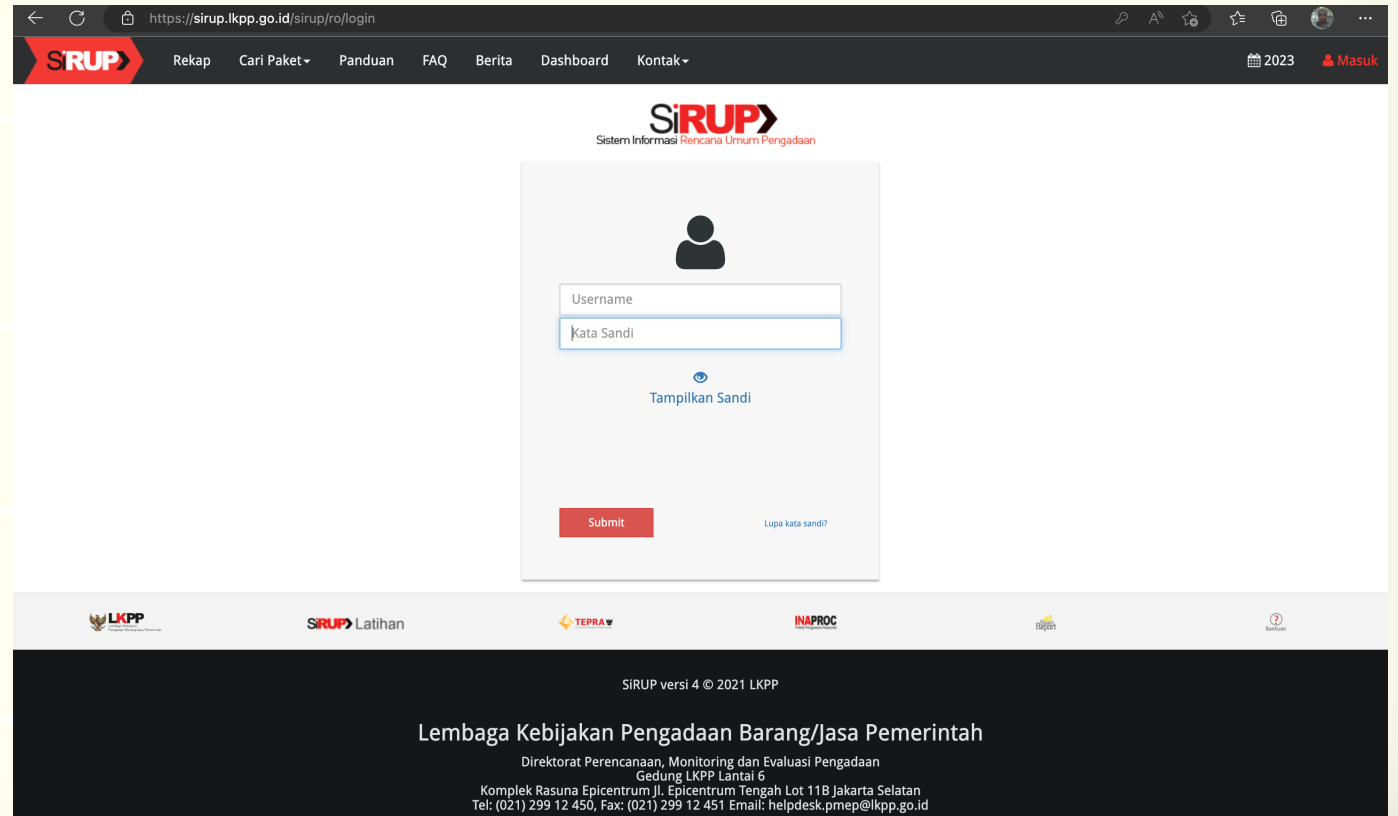 https://sirup.lkpp.go.id/sirup/ro/login
SiRUP Rekap Cari Paket Panduan FAQ Berita Dashboard Kontak 2023 Masuk
SiRUP
Sistem Informasi Rencana Umum Pengadaan
Username
Kata Sandi
Tampilkan Sandi
Submit Lupa kata sandi?
LKPP SiRUP Latihan TEPRA INAPROC Report Bantuan
SiRUP versi 4 © 2021 LKPP
Lembaga Kebijakan Pengadaan Barang/Jasa Pemerintah
Direktorat Perencanaan, Monitoring dan Evaluasi Pengadaan
Gedung LKPP Lantai 6
Komplek Rasuna Epicentrum Jl. Epicentrum Tengah Lot 11B Jakarta Selatan
Tel: (021) 299 12 450, Fax: (021) 299 12 451 Email: helpdesk.pmep@lkpp.go.id